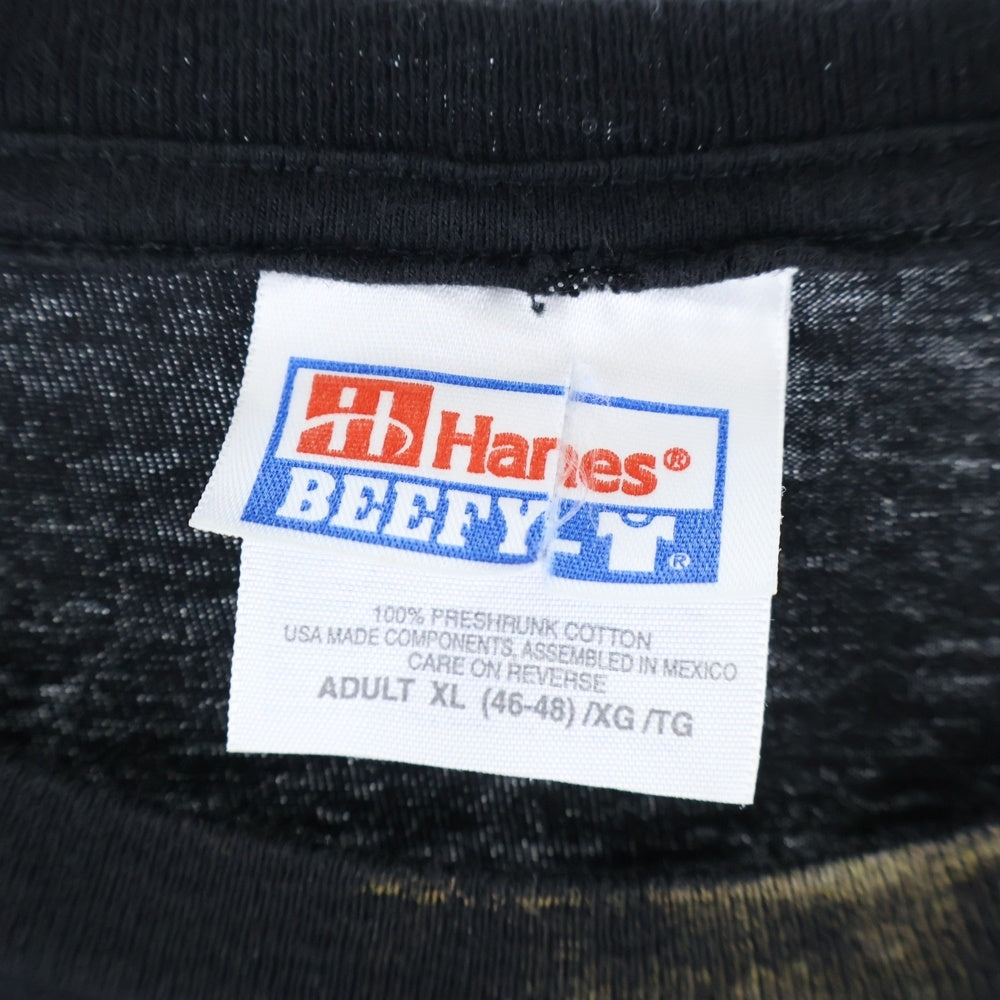 Hanes®
BEEFY-T®
100% PRESHRUNK COTTON
USA MADE COMPONENTS, ASSEMBLED IN MEXICO
CARE ON REVERSE
ADULT XL (46-48) /XG /TG